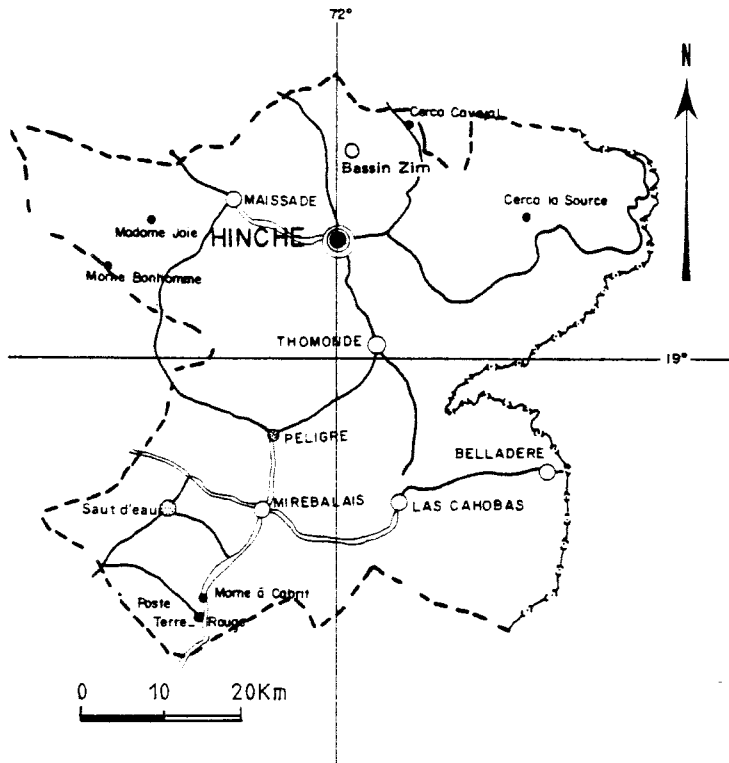 72°
N
Cerca Cavajal
Bassin Zim
MAISSADE
Cerca la Source
Madame Joie
HINCHE
Morne Bonhomme
THOMONDE
19°
PELIGRE
BELLADERE
Saut d'eau
MIREBALAIS
LAS CAHOBAS
Morne à Cabrit
Poste
Terre-Rouge
0 10 20Km